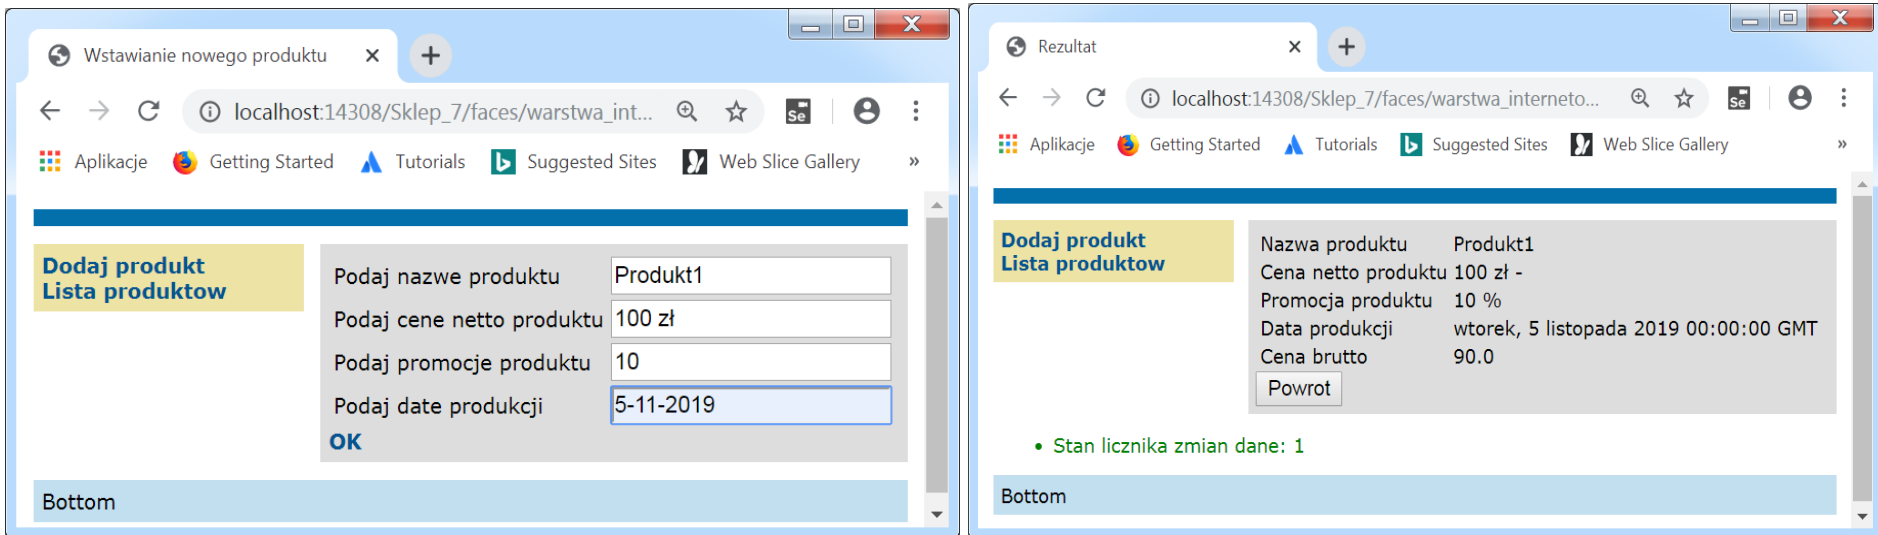 Wstawianie nowego produktu
localhost:14308/Sklep_7/faces/warstwa_int...
Se
Aplikacje Getting Started Tutorials Suggested Sites Web Slice Gallery »
Dodaj produkt
Lista produktow
Podaj nazwe produktu Produkt1
Podaj cene netto produktu 100 zł
Podaj promocje produktu 10
Podaj date produkcji 5-11-2019
OK
Bottom
Rezultat
localhost:14308/Sklep_7/faces/warstwa_interneto...
Se
Aplikacje Getting Started Tutorials Suggested Sites Web Slice Gallery »
Dodaj produkt
Lista produktow
Nazwa produktu Produkt1
Cena netto produktu 100 zł -
Promocja produktu 10 %
Data produkcji wtorek, 5 listopada 2019 00:00:00 GMT
Cena brutto 90.0
Powrot
• Stan licznika zmian dane: 1
Bottom